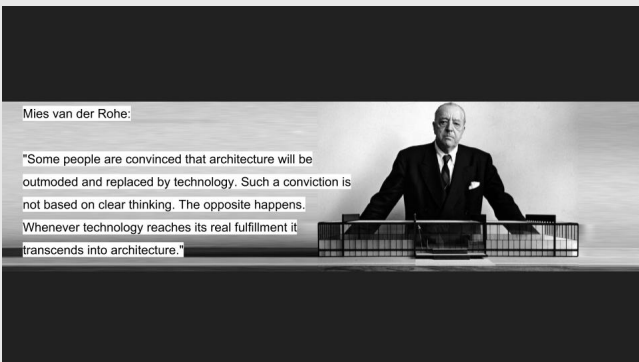 Mies van der Rohe:
"Some people are convinced that architecture will be
outmoded and replaced by technology. Such a conviction is
not based on clear thinking. The opposite happens.
Whenever technology reaches its real fulfillment it
transcends into architecture."